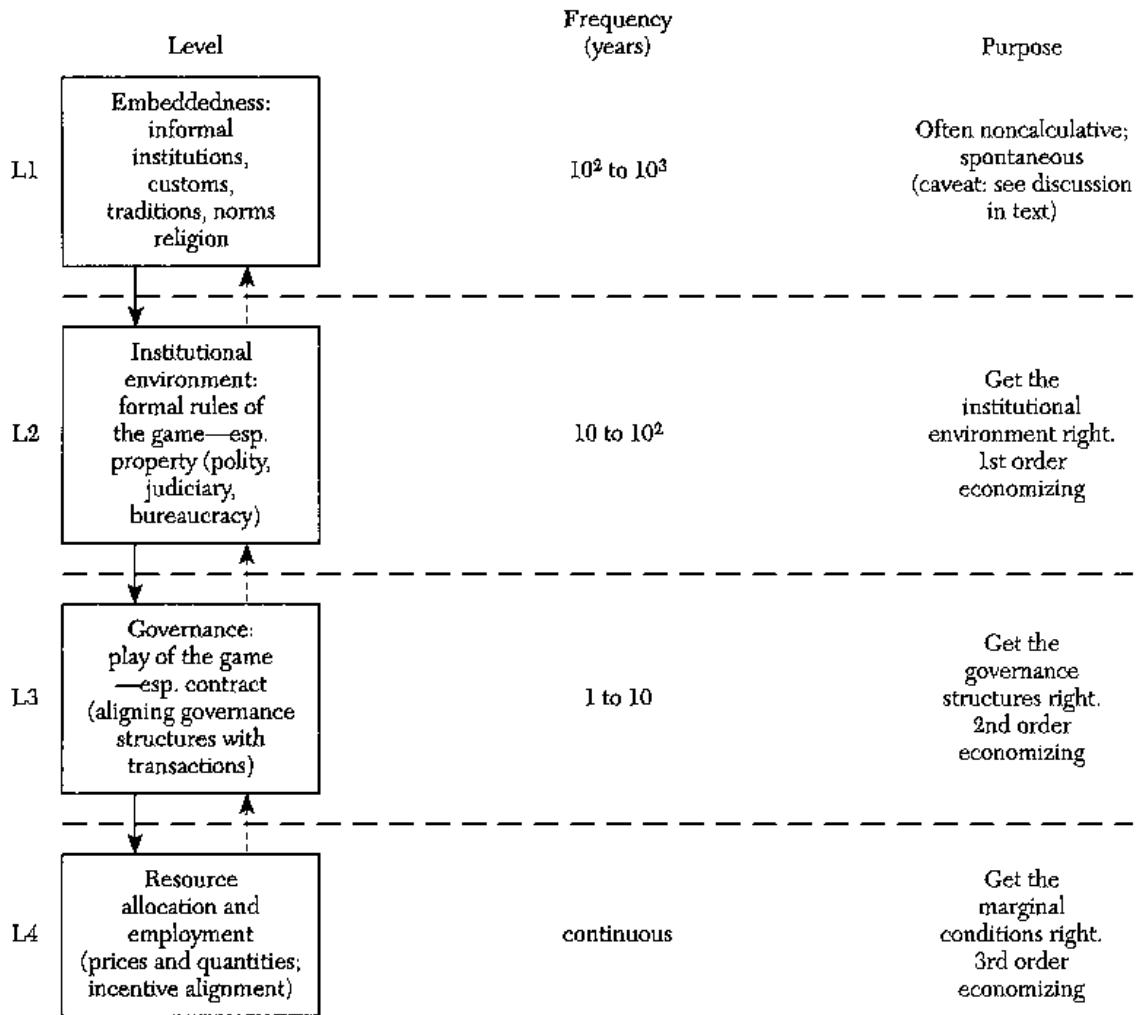 Level
Frequency
(years)
Purpose
L1
Embeddedness:
informal
institutions,
customs,
traditions, norms
religion
10² to 10³
Often noncalculative;
spontaneous
(caveat: see discussion
in text)
L2
Institutional
environment:
formal rules of
the game—esp.
property (polity,
judiciary,
bureaucracy)
10 to 10²
Get the
institutional
environment right.
1st order
economizing
L3
Governance:
play of the game
—esp. contract
(aligning governance
structures with
transactions)
1 to 10
Get the
governance
structures right.
2nd order
economizing
L4
Resource
allocation and
employment
(prices and quantities;
incentive alignment)
continuous
Get the
marginal
conditions right.
3rd order
economizing